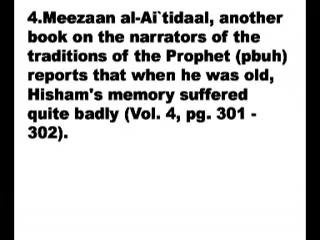 4.Meezaan al-Ai`tidaal, another
book on the narrators of the
traditions of the Prophet (pbuh)
reports that when he was old,
Hisham's memory suffered
quite badly (Vol. 4, pg. 301 -
302).